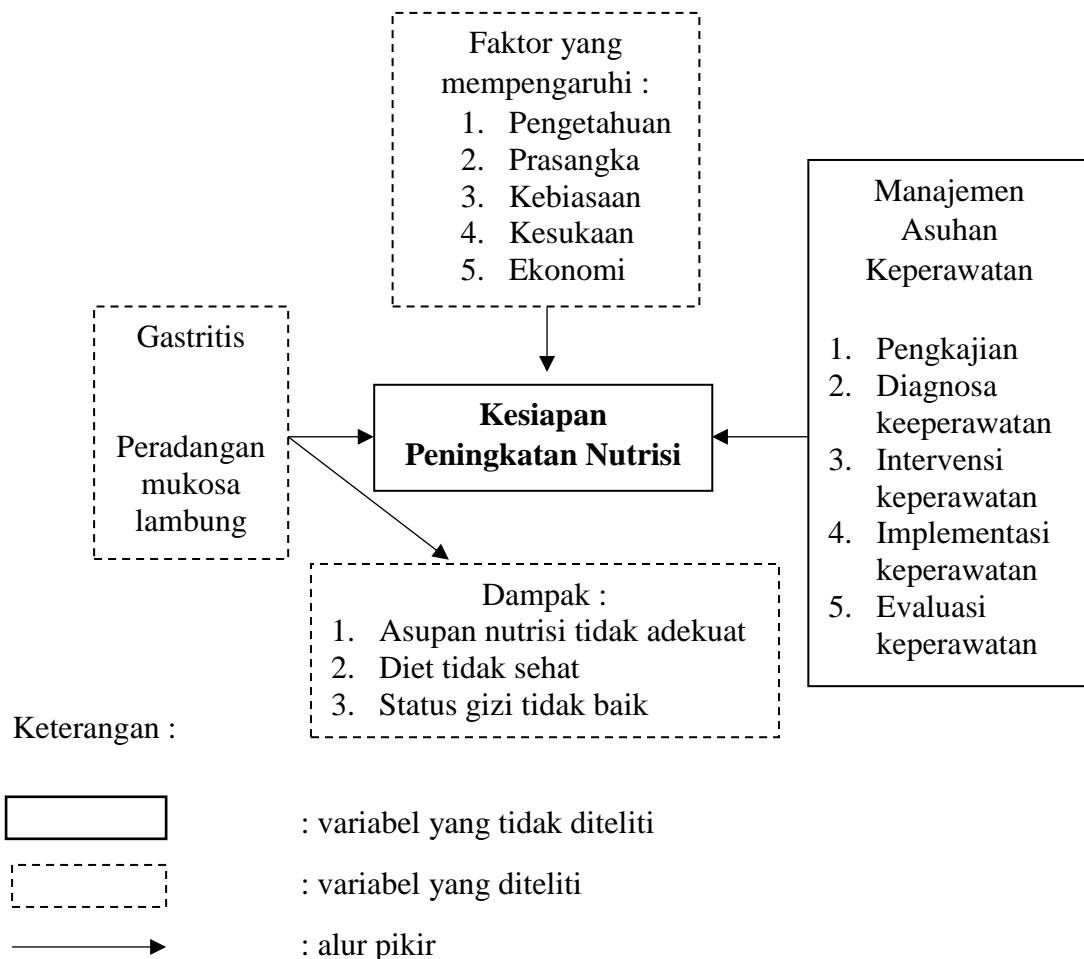 Faktor yang
mempengaruhi :
1. Pengetahuan
2. Prasangka
3. Kebiasaan
4. Kesukaan
5. Ekonomi
Manajemen
Asuhan
Keperawatan
1. Pengkajian
2. Diagnosa
keeperawatan
3. Intervensi
keperawatan
4. Implementasi
keperawatan
5. Evaluasi
keperawatan
Gastritis
Peradangan
mukosa
lambung
Kesiapan
Peningkatan Nutrisi
Dampak :
1. Asupan nutrisi tidak adekuat
2. Diet tidak sehat
3. Status gizi tidak baik
Keterangan :
: variabel yang tidak diteliti
: variabel yang diteliti
: alur pikir